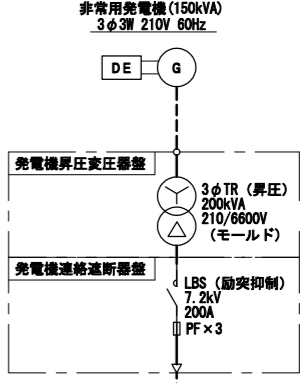 非常用発電機(150kVA)
3φ3W 210V 60Hz
DE
G
発電機昇圧変圧器盤
3φTR（昇圧）
200kVA
210/6600V
（モールド）
発電機連絡遮断器盤
LBS（励突抑制）
7.2kV
200A
PF×3